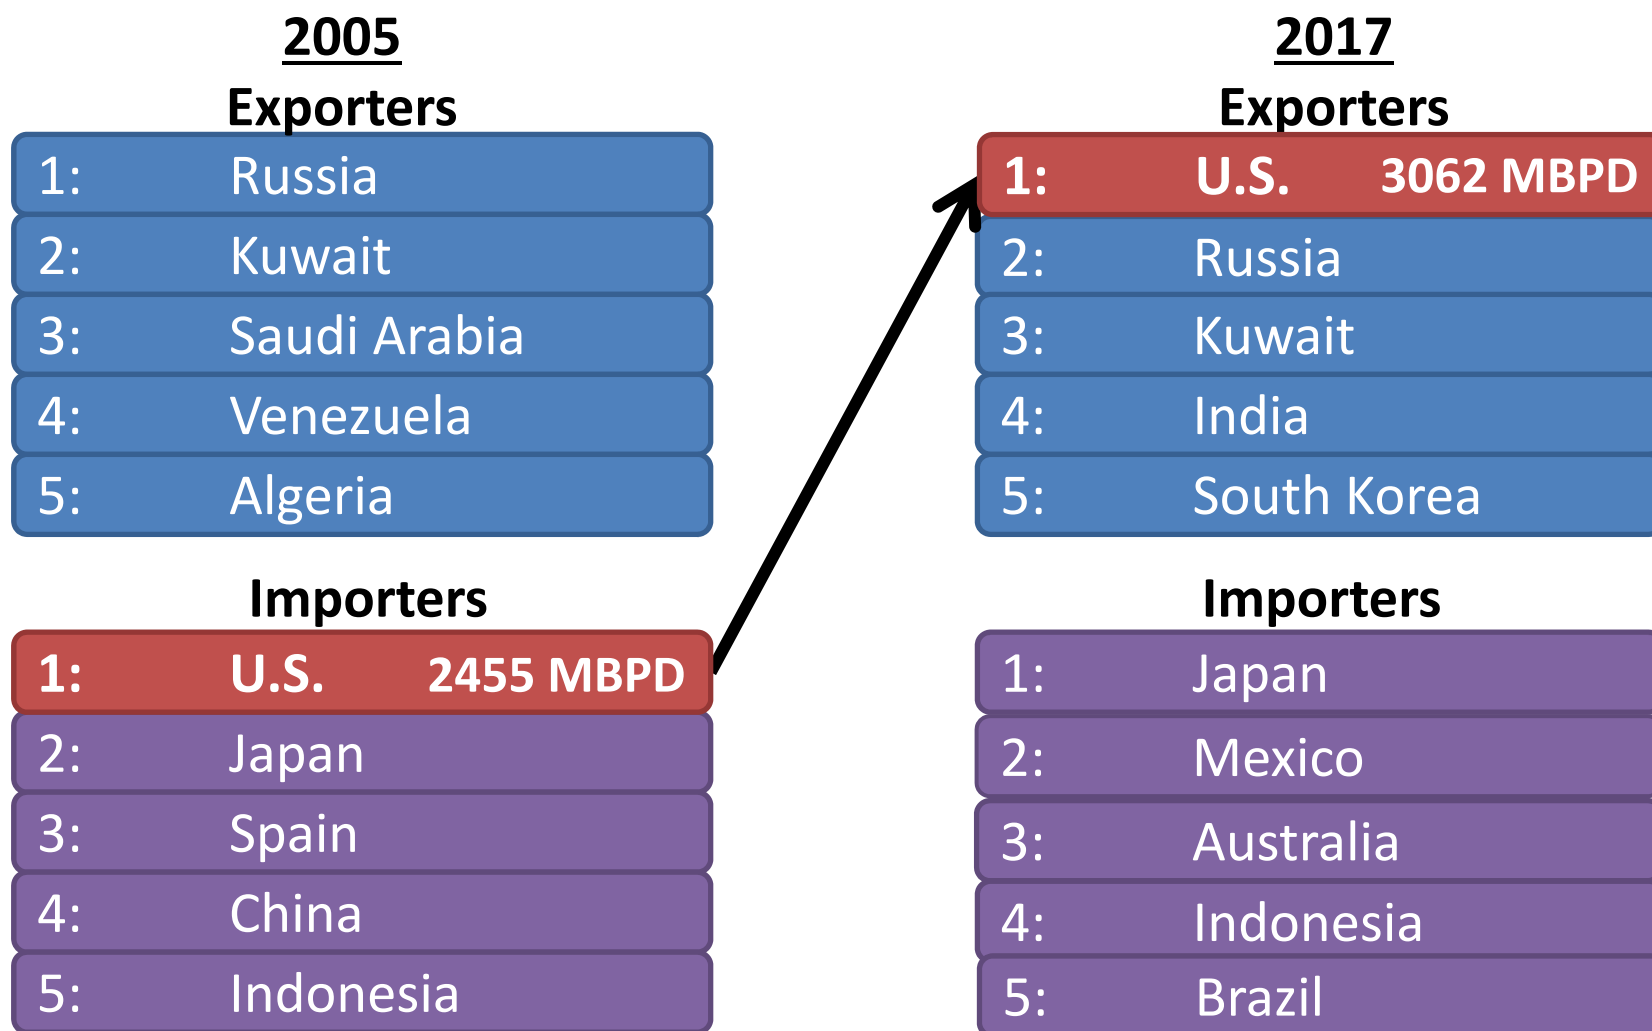 2005
Exporters
1: Russia
2: Kuwait
3: Saudi Arabia
4: Venezuela
5: Algeria
Importers
1: U.S. 2455 MBPD
2: Japan
3: Spain
4: China
5: Indonesia
2017
Exporters
1: U.S. 3062 MBPD
2: Russia
3: Kuwait
4: India
5: South Korea
Importers
1: Japan
2: Mexico
3: Australia
4: Indonesia
5: Brazil